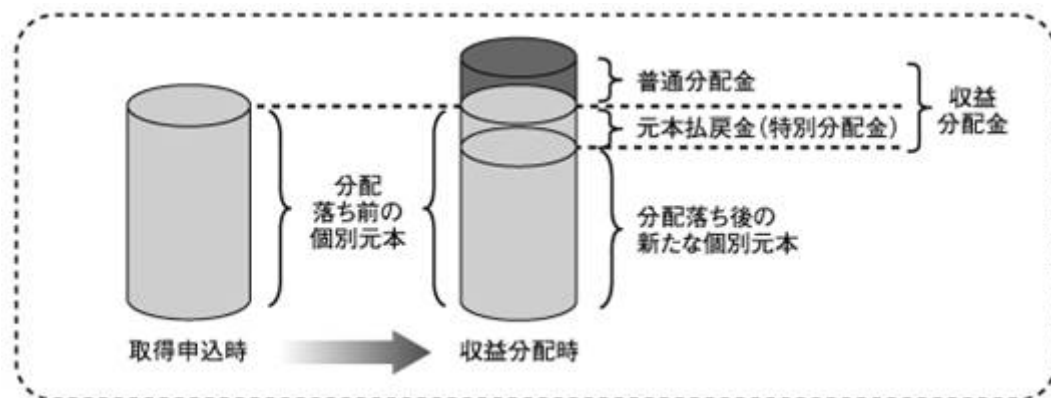 普通分配金
収益
分配金
元本払戻金(特別分配金)
分配
落ち前の
個別元本
分配落ち後の
新たな個別元本
取得申込時
収益分配時